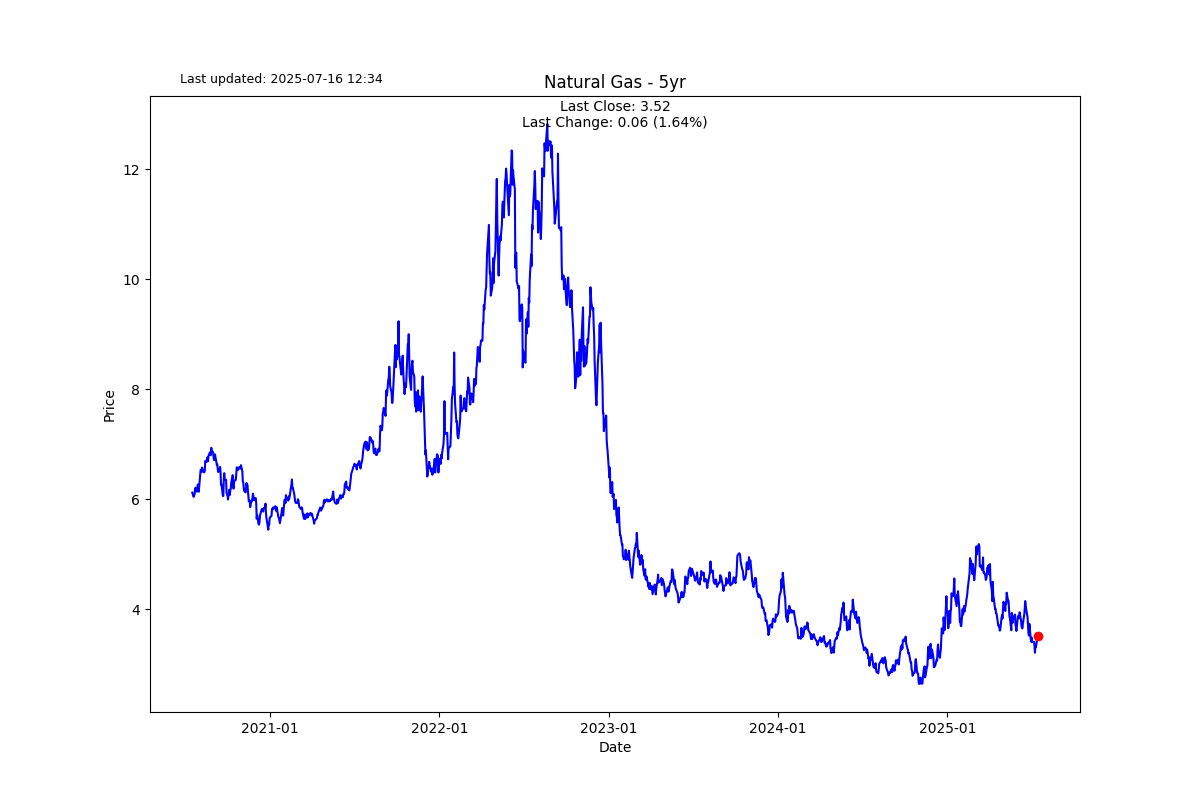 Last updated: 2025-07-16 12:34
Natural Gas - 5yr
Last Close: 3.52
Last Change: 0.06 (1.64%)
12
10
8
6
4
Price
2021-01
2022-01
2023-01
2024-01
2025-01
Date